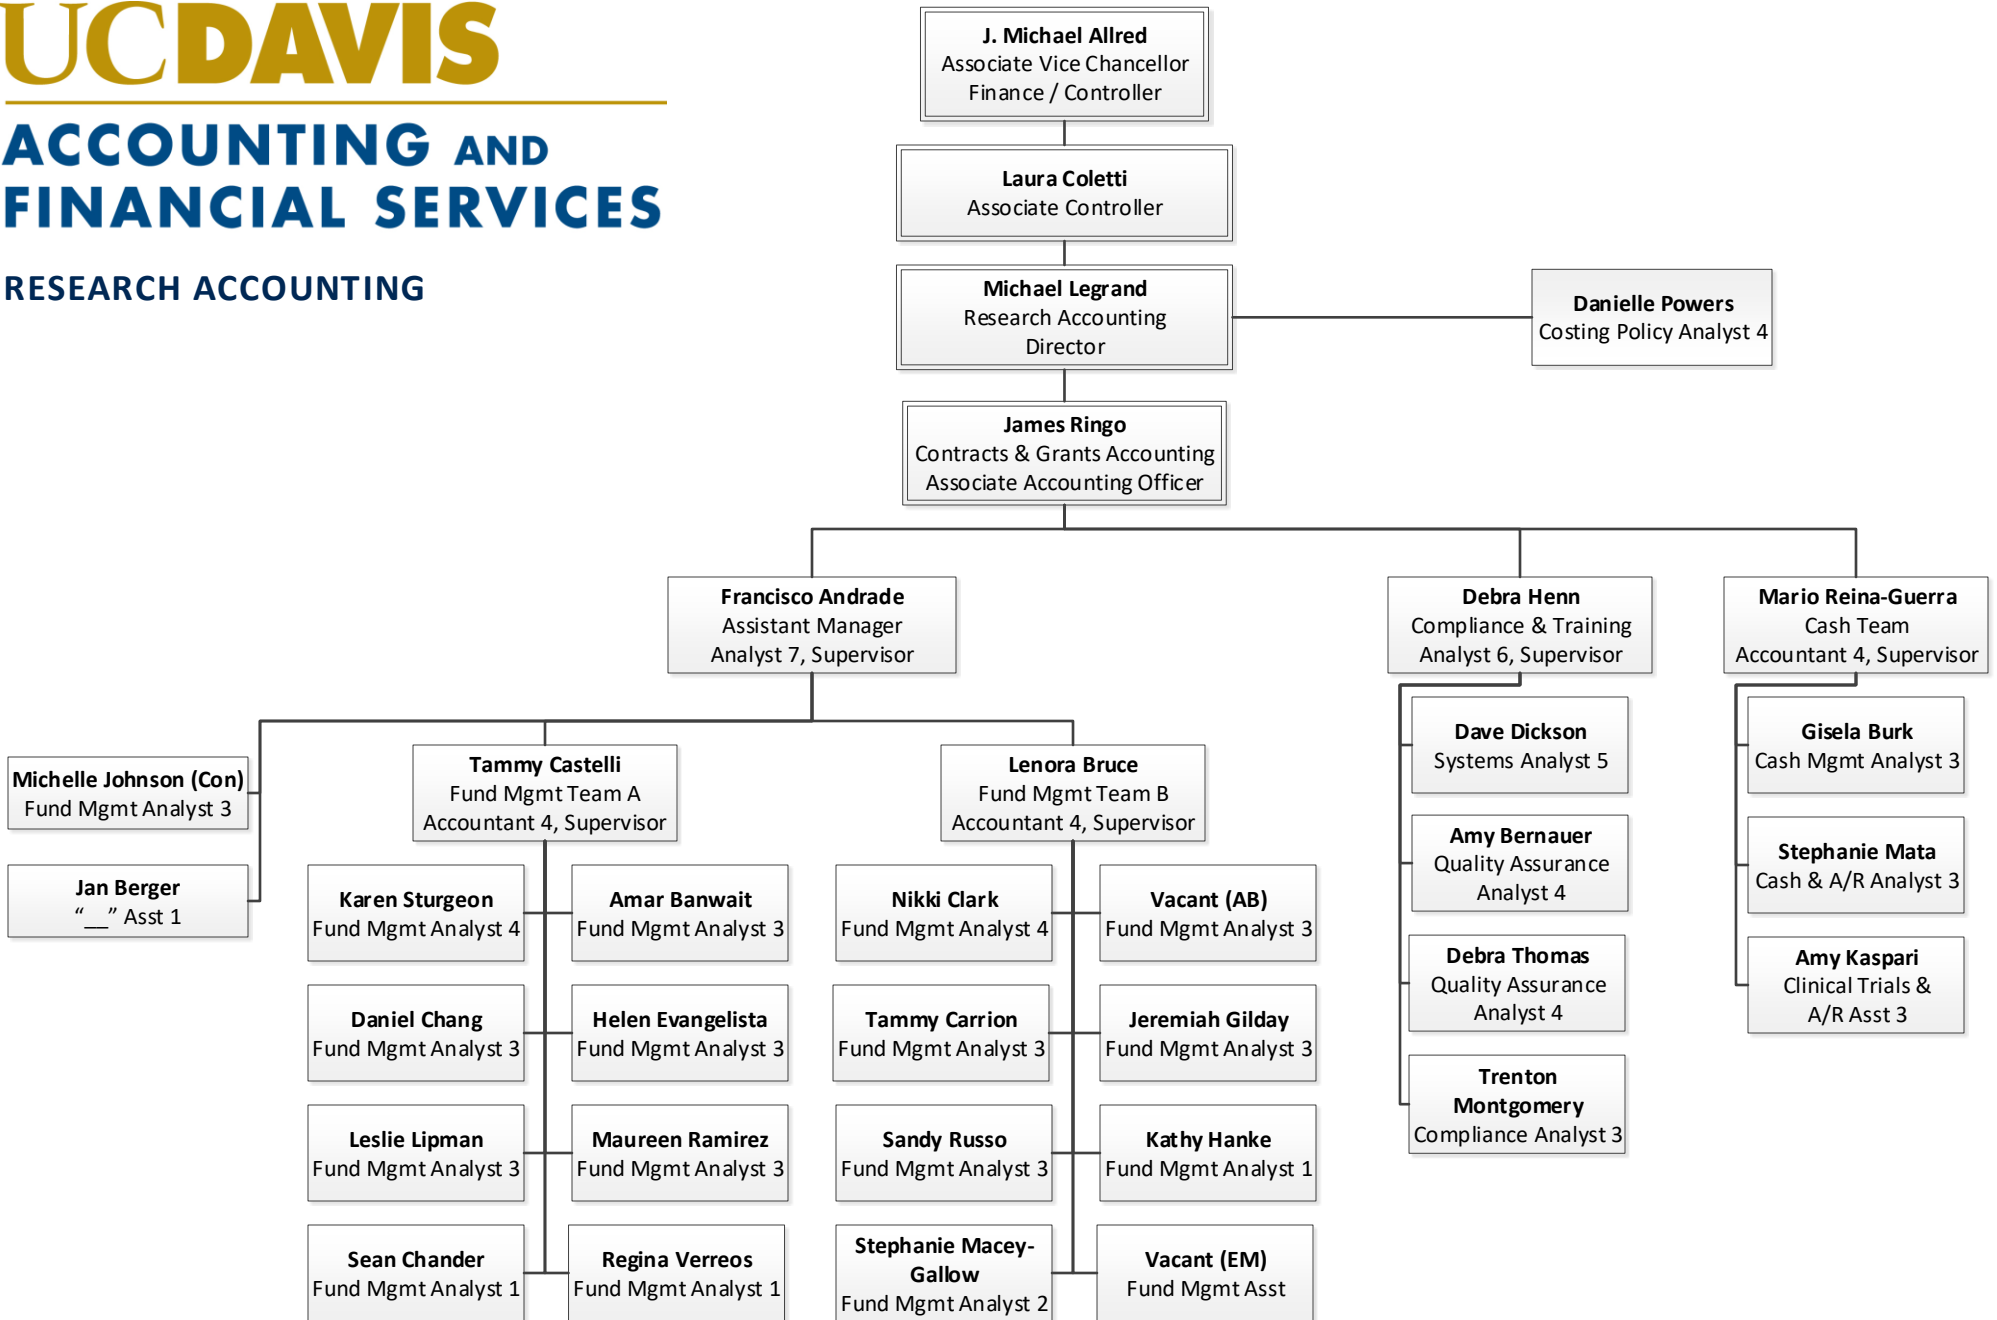 UCDAVIS
ACCOUNTING AND
FINANCIAL SERVICES
RESEARCH ACCOUNTING
J. Michael Allred
Associate Vice Chancellor
Finance / Controller
Laura Coletti
Associate Controller
Michael Legrand
Research Accounting
Director
Danielle Powers
Costing Policy Analyst 4
James Ringo
Contracts & Grants Accounting
Associate Accounting Officer
Francisco Andrade
Assistant Manager
Analyst 7, Supervisor
Debra Henn
Compliance & Training
Analyst 6, Supervisor
Mario Reina-Guerra
Cash Team
Accountant 4, Supervisor
Michelle Johnson (Con)
Fund Mgmt Analyst 3
Jan Berger
“__” Asst 1
Tammy Castelli
Fund Mgmt Team A
Accountant 4, Supervisor
Karen Sturgeon
Fund Mgmt Analyst 4
Amar Banwait
Fund Mgmt Analyst 3
Daniel Chang
Fund Mgmt Analyst 3
Helen Evangelista
Fund Mgmt Analyst 3
Leslie Lipman
Fund Mgmt Analyst 3
Maureen Ramirez
Fund Mgmt Analyst 3
Sean Chander
Fund Mgmt Analyst 1
Regina Verreos
Fund Mgmt Analyst 1
Lenora Bruce
Fund Mgmt Team B
Accountant 4, Supervisor
Nikki Clark
Fund Mgmt Analyst 4
Vacant (AB)
Fund Mgmt Analyst 3
Tammy Carrion
Fund Mgmt Analyst 3
Jeremiah Gilday
Fund Mgmt Analyst 3
Sandy Russo
Fund Mgmt Analyst 3
Kathy Hanke
Fund Mgmt Analyst 1
Stephanie Macey-
Gallow
Fund Mgmt Analyst 2
Vacant (EM)
Fund Mgmt Asst
Dave Dickson
Systems Analyst 5
Amy Bernauer
Quality Assurance
Analyst 4
Debra Thomas
Quality Assurance
Analyst 4
Trenton
Montgomery
Compliance Analyst 3
Gisela Burk
Cash Mgmt Analyst 3
Stephanie Mata
Cash & A/R Analyst 3
Amy Kaspari
Clinical Trials &
A/R Asst 3